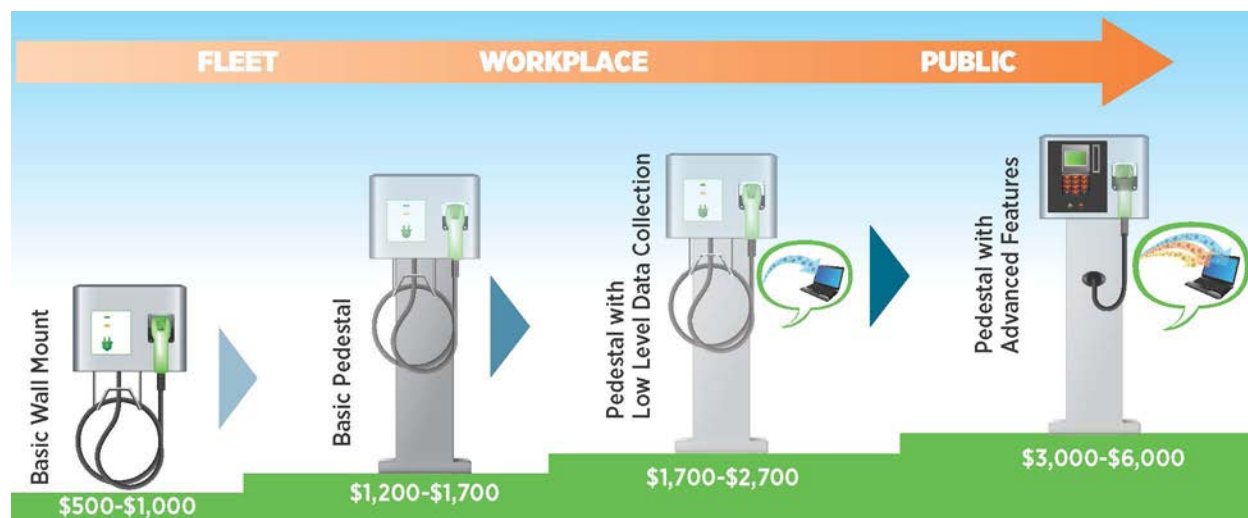 FLEET
WORKPLACE
PUBLIC
Basic Wall Mount
$500-$1,000
Basic Pedestal
$1,200-$1,700
Pedestal with
Low Level Data Collection
$1,700-$2,700
Pedestal with
Advanced Features
$3,000-$6,000